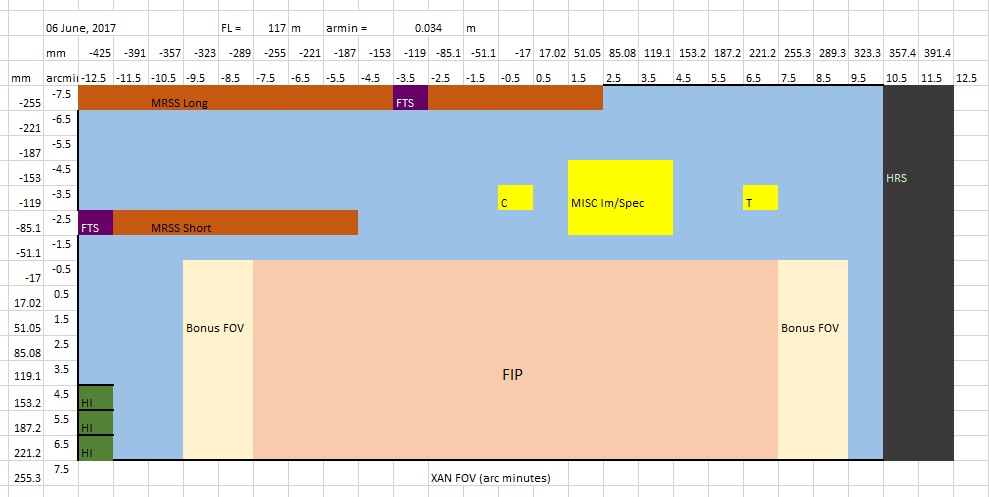 06 June, 2017 FL = 117 m armin = 0.034 m
mm -425 -391 -357 -323 -289 -255 -221 -187 -153 -119 -85.1 -51.1 -17 17.02 51.05 85.08 119.1 153.2 187.2 221.2 255.3 289.3 323.3 357.4 391.4
mm arcmi -12.5 -11.5 -10.5 -9.5 -8.5 -7.5 -6.5 -5.5 -4.5 -3.5 -2.5 -1.5 -0.5 0.5 1.5 2.5 3.5 4.5 5.5 6.5 7.5 8.5 9.5 10.5 11.5 12.5
-7.5
-255 MRSS Long FTS
-6.5
-221
-5.5
-187
-4.5
-153 HRS
-3.5
-119 C MISC Im/Spec T
-2.5
-85.1 FTS MRSS Short
-1.5
-51.1
-0.5
-17
0.5
17.02
1.5
51.05 Bonus FOV Bonus FOV
2.5
85.08
3.5
119.1 FIP
4.5
153.2 HI
5.5
187.2 HI
6.5
221.2 HI
7.5
255.3 XAN FOV (arc minutes)